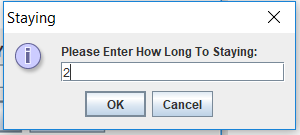 Staying
Please Enter How Long To Staying:
2
OK
Cancel